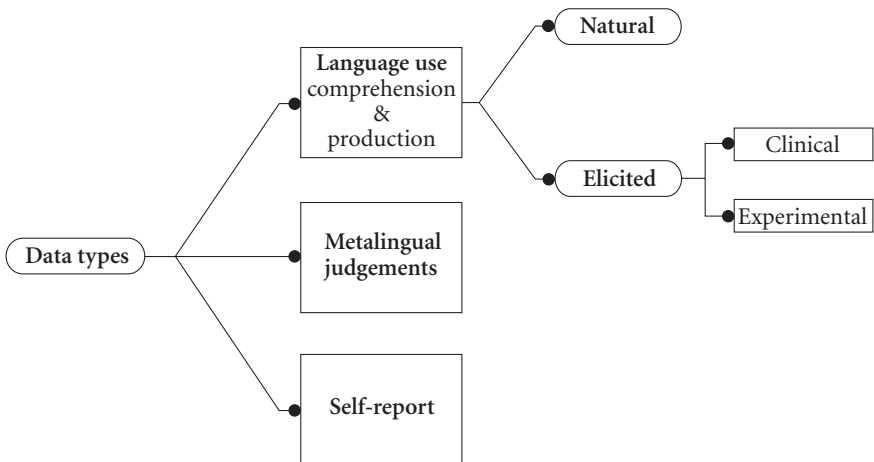 Natural
Language use
comprehension
&
production
Clinical
Elicited
Experimental
Metalingual
judgements
Data types
Self-report